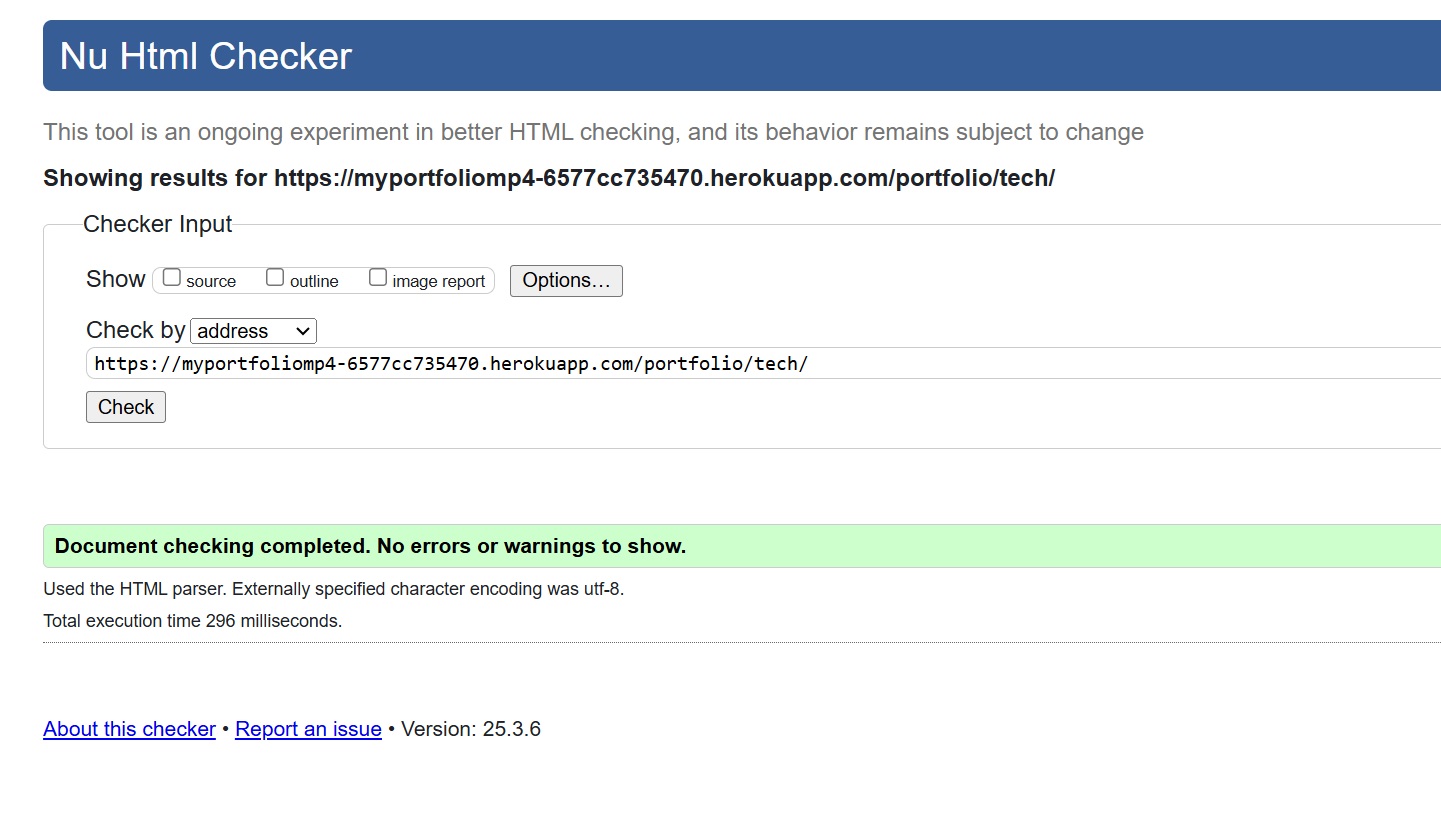 Nu Html Checker
This tool is an ongoing experiment in better HTML checking, and its behavior remains subject to change
Showing results for https://myportfoliomp4-6577cc735470.herokuapp.com/portfolio/tech/
Checker Input
Show source outline image report Options...
Check by address
https://myportfoliomp4-6577cc735470.herokuapp.com/portfolio/tech/
Check
Document checking completed. No errors or warnings to show.
Used the HTML parser. Externally specified character encoding was utf-8.
Total execution time 296 milliseconds.
About this checker • Report an issue • Version: 25.3.6